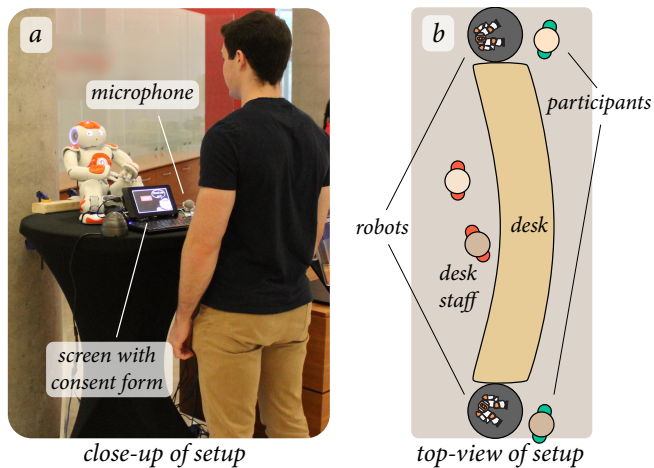 a
microphone
screen with
consent form
close-up of setup
b
participants
robots
desk
desk
staff
top-view of setup